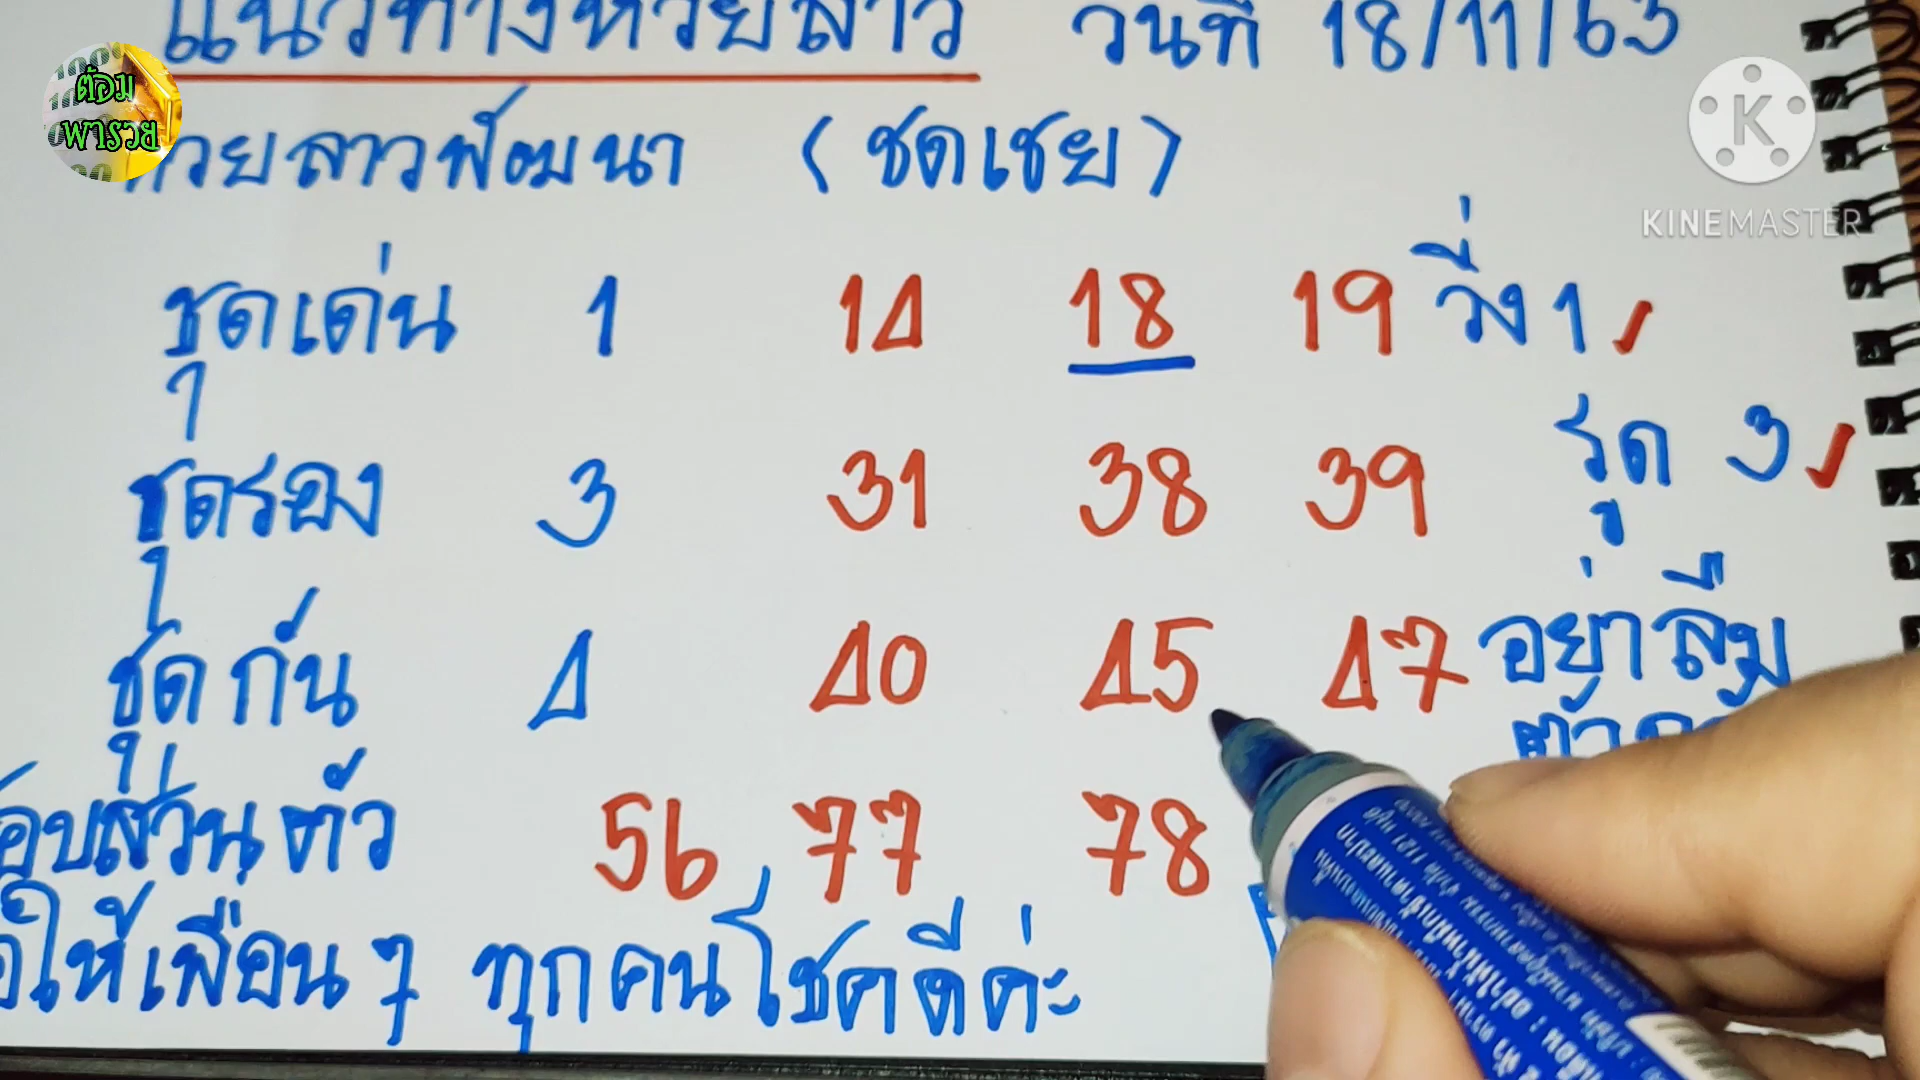 แนวทางหวยลาว วันที่ 18/11/63
ต้อม
พารวย
หวยลาวพัฒนา (ชุดเชย)
KINEMASTER
ชุดเด่น 1 14 18 19 วิ่ง 1
ชุดรอง 3 31 38 39 รูด 3
ชุดกัน 4 40 45 47 อย่าลืม
ชอบส่วนตัว 56 77 78
ขอให้เพื่อน ๆ ทุกคนโชคดีค่ะ